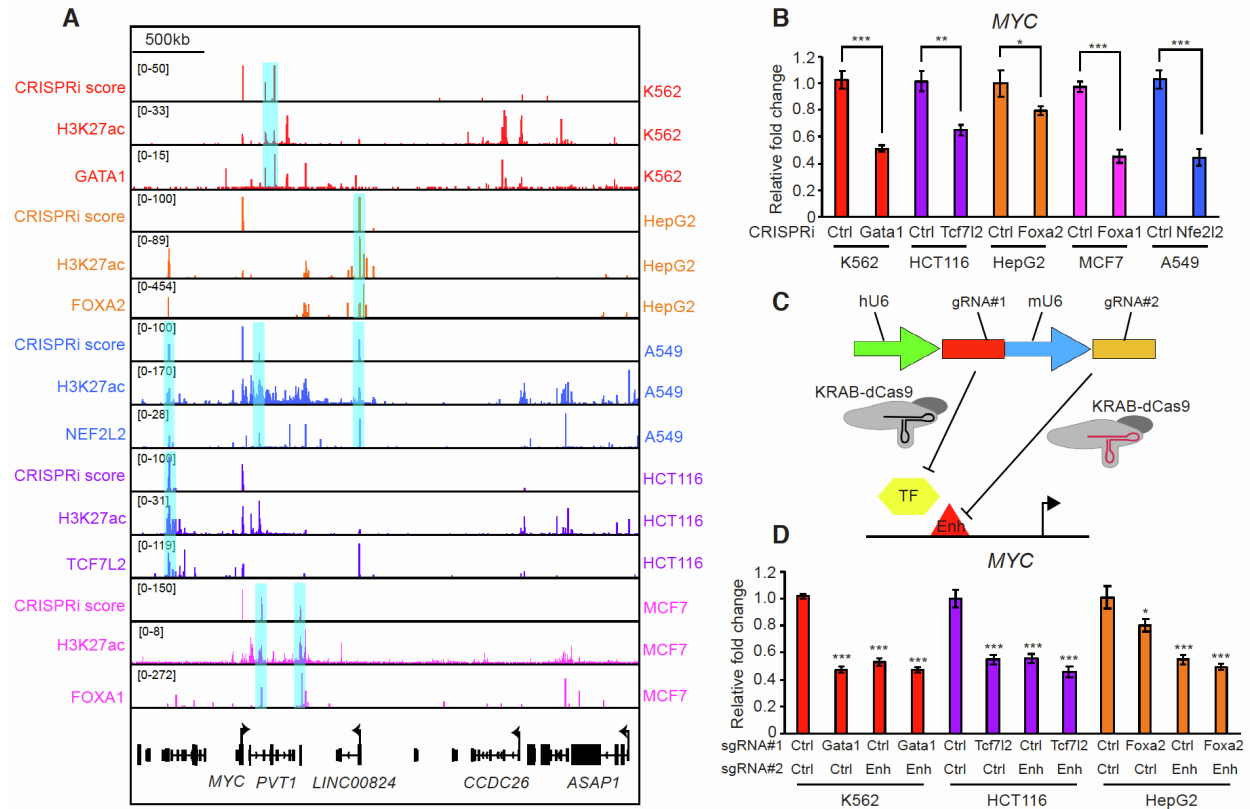 A
500kb
[0-50]
CRISPRi score
K562
[0-33]
H3K27ac
K562
[0-15]
GATA1
K562
[0-100]
CRISPRi score
HepG2
[0-89]
H3K27ac
HepG2
[0-454]
FOXA2
HepG2
[0-100]
CRISPRi score
A549
[0-170]
H3K27ac
A549
[0-28]
NEF2L2
A549
[0-100]
CRISPRi score
HCT116
[0-31]
H3K27ac
HCT116
[0-119]
TCF7L2
HCT116
[0-150]
CRISPRi score
MCF7
[0-8]
H3K27ac
MCF7
[0-272]
FOXA1
MCF7
MYC PVT1 LINC00824 CCDC26 ASAP1
B
MYC
Relative fold change
1.2
1.0
0.8
0.6
0.4
0.2
0
*** ** * *** ***
CRISPRi Ctrl Gata1 Ctrl Tcf7l2 Ctrl Foxa2 Ctrl Foxa1 Ctrl Nfe2l2
K562 HCT116 HepG2 MCF7 A549
C
hU6 gRNA#1 mU6 gRNA#2
KRAB-dCas9
KRAB-dCas9
TF
Enh
D
MYC
Relative fold change
1.2
1.0
0.8
0.6
0.4
0.2
0
*** *** *** *** *** *** * *** ***
sgRNA#1 Ctrl Gata1 Ctrl Gata1 Ctrl Tcf7l2 Ctrl Tcf7l2 Ctrl Foxa2 Ctrl Foxa2
sgRNA#2 Ctrl Ctrl Enh Enh Ctrl Ctrl Enh Enh Ctrl Ctrl Enh Enh
K562 HCT116 HepG2